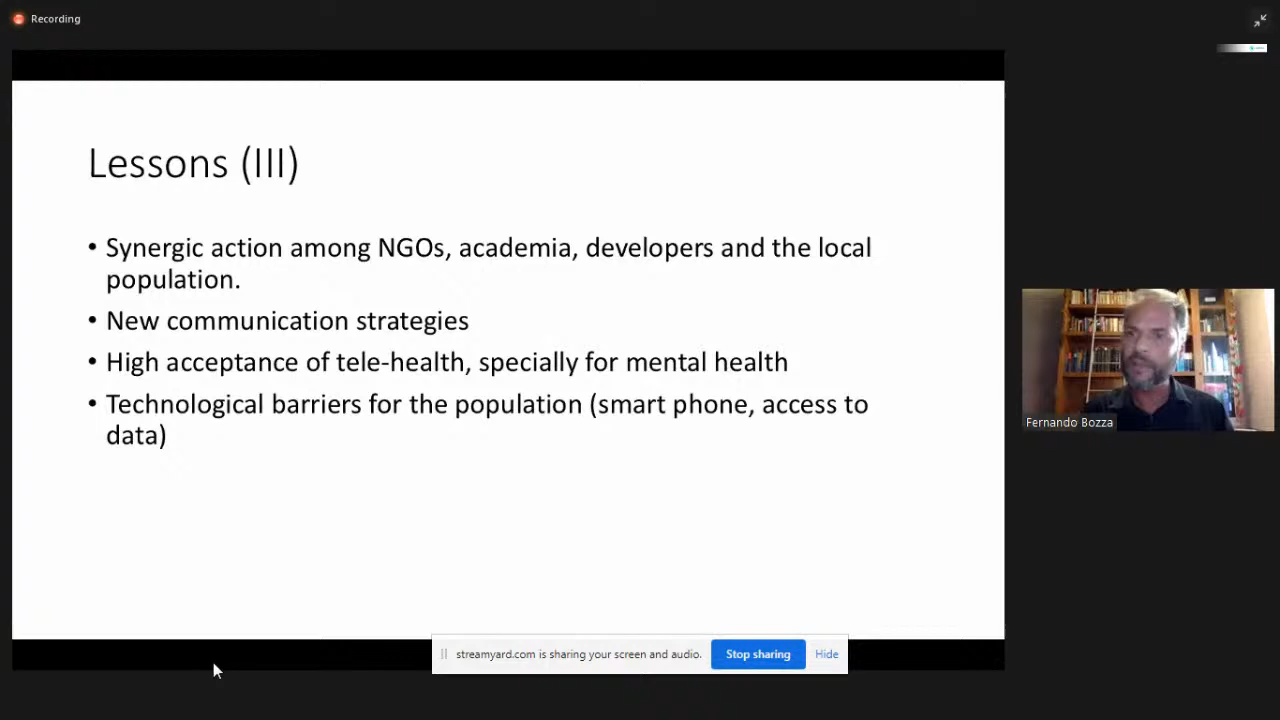 Recording
Lessons (III)
• Synergic action among NGOs, academia, developers and the local
population.
• New communication strategies
• High acceptance of tele-health, specially for mental health
• Technological barriers for the population (smart phone, access to
data)
Fernando Bozza
streamyard.com is sharing your screen and audio.
Stop sharing
Hide